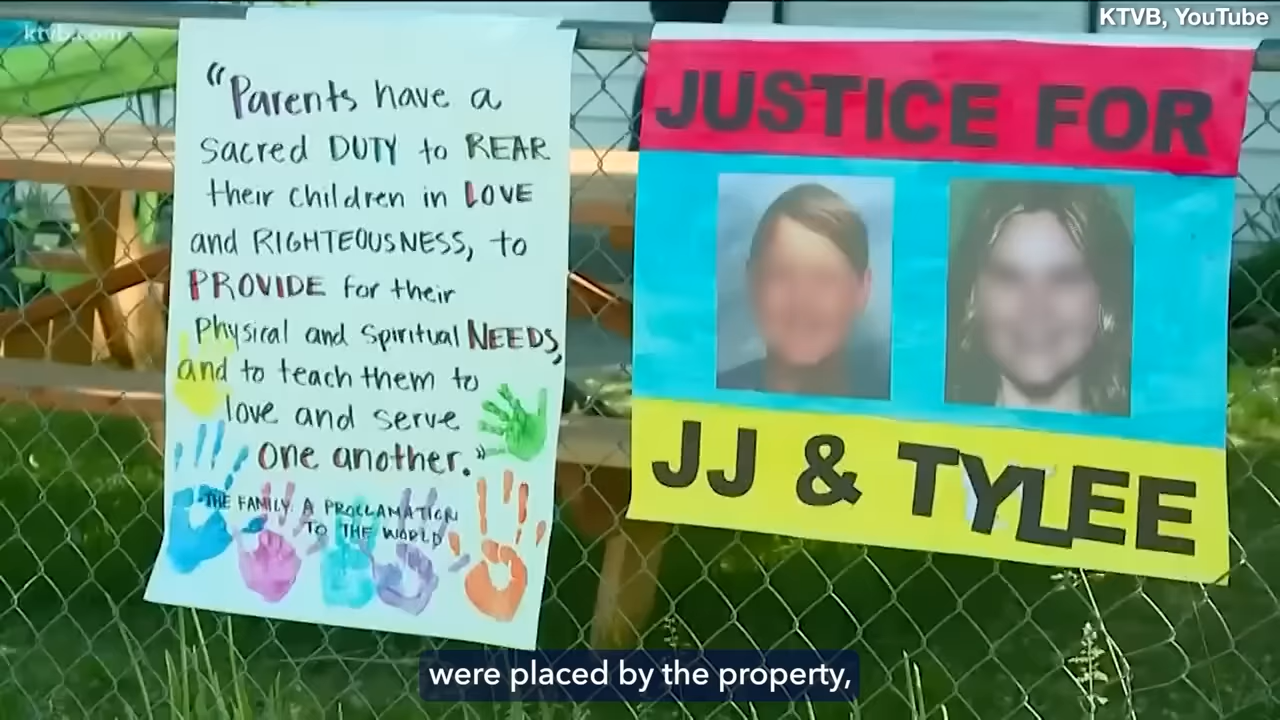 KTVB, YouTube
ktvb.com
"Parents have a
sacred DUTY to REAR
their children in LOVE
and RIGHTEOUSNESS, to
PROVIDE for their
Physical and Spiritual NEEDS,
and to teach them to
love and serve
one another."
THE FAMILY: A PROCLAMATION
TO THE WORLD
JUSTICE FOR
JJ & TYLEE
were placed by the property,